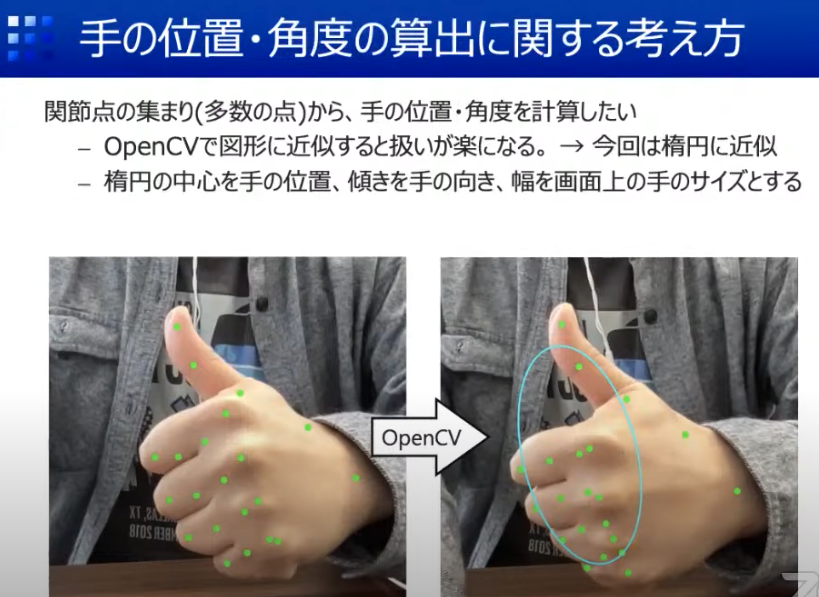 手の位置・角度の算出に関する考え方
関節点の集まり(多数の点)から、手の位置・角度を計算したい
– OpenCVで図形に近似すると扱いが楽になる。 → 今回は楕円に近似
– 楕円の中心を手の位置、傾きを手の向き、幅を画面上の手のサイズとする
OpenCV